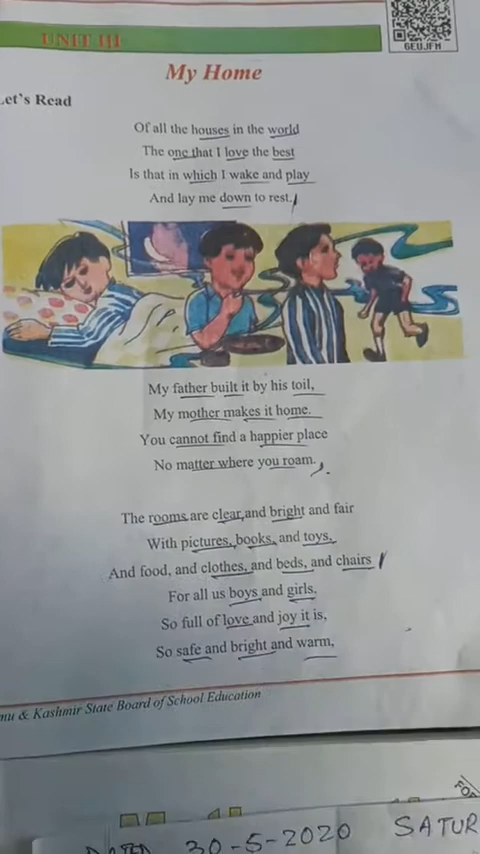 UNIT III
GEUJFH
My Home
Let's Read
Of all the houses in the world
The one that I love the best
Is that in which I wake and play
And lay me down to rest.
My father built it by his toil,
My mother makes it home.
You cannot find a happier place
No matter where you roam.
The rooms are clear, and bright and fair
With pictures, books, and toys,
And food, and clothes, and beds, and chairs
For all us boys and girls.
So full of love and joy it is,
So safe and bright and warm,
mu & Kashmir State Board of School Education
FOR
DATED 30-5-2020 SATUR